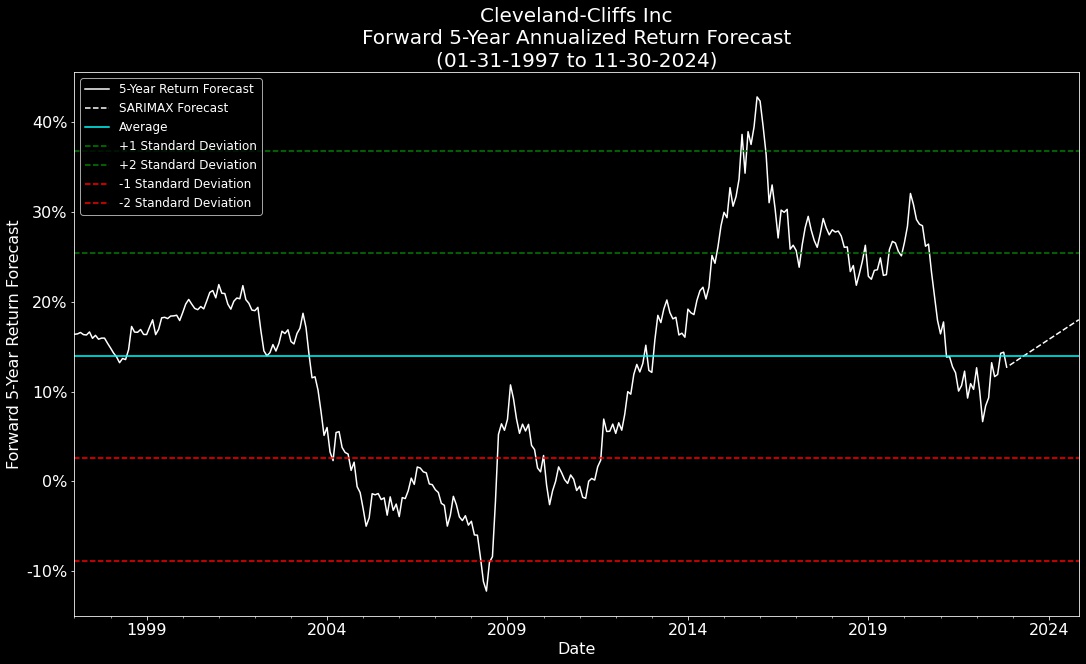 Cleveland-Cliffs Inc
Forward 5-Year Annualized Return Forecast
(01-31-1997 to 11-30-2024)
5-Year Return Forecast
SARIMAX Forecast
Average
+1 Standard Deviation
+2 Standard Deviation
-1 Standard Deviation
-2 Standard Deviation
40%
30%
20%
10%
0%
-10%
Forward 5-Year Return Forecast
1999
2004
2009
2014
2019
2024
Date